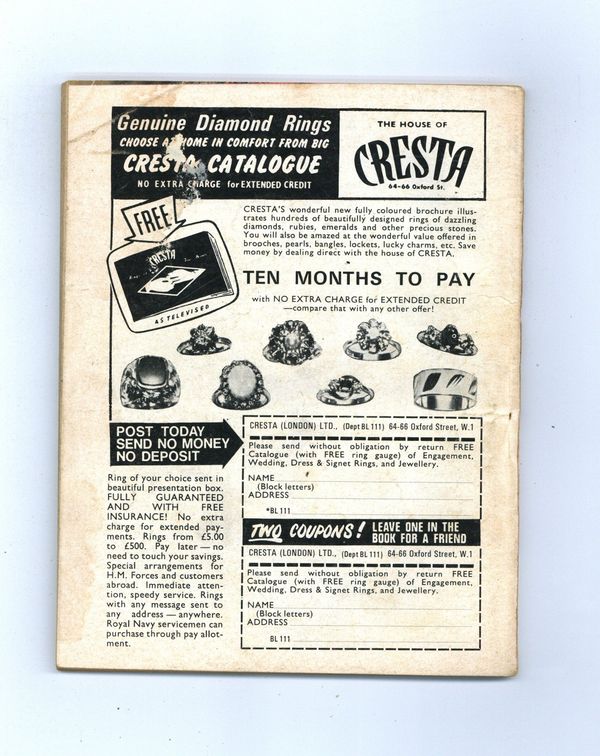 Genuine Diamond Rings
CHOOSE AT HOME IN COMFORT FROM BIG
CRESTA CATALOGUE
NO EXTRA CHARGE for EXTENDED CREDIT
THE HOUSE OF
CRESTA
64-66 Oxford St.
FREE
CRESTA
AS TELEVISED
CRESTA'S wonderful new fully coloured brochure illus-
trates hundreds of beautifully designed rings of dazzling
diamonds, rubies, emeralds and other precious stones.
You will also be amazed at the wonderful value offered in
brooches, pearls, bangles, lockets, lucky charms, etc. Save
money by dealing direct with the house of CRESTA.
TEN MONTHS TO PAY
with NO EXTRA CHARGE for EXTENDED CREDIT
—compare that with any other offer!
POST TODAY
SEND NO MONEY
NO DEPOSIT
Ring of your choice sent in
beautiful presentation box.
FULLY GUARANTEED
AND WITH FREE
INSURANCE! No extra
charge for extended pay-
ments. Rings from £5.00
to £500. Pay later — no
need to touch your savings.
Special arrangements for
H.M. Forces and customers
abroad. Immediate atten-
tion, speedy service. Rings
with any message sent to
any address — anywhere.
Royal Navy servicemen can
purchase through pay allot-
ment.
CRESTA (LONDON) LTD., (Dept BL 111) 64-66 Oxford Street, W.1
Please send without obligation by return FREE
Catalogue (with FREE ring gauge) of Engagement,
Wedding, Dress & Signet Rings, and Jewellery.
NAME
(Block letters)
ADDRESS
*BL 111
TWO COUPONS! LEAVE ONE IN THE
BOOK FOR A FRIEND
CRESTA (LONDON) LTD., (Dept BL 111) 64-66 Oxford Street, W.1
Please send without obligation by return FREE
Catalogue (with FREE ring gauge) of Engagement,
Wedding, Dress & Signet Rings, and Jewellery.
NAME
(Block letters)
ADDRESS
BL 111